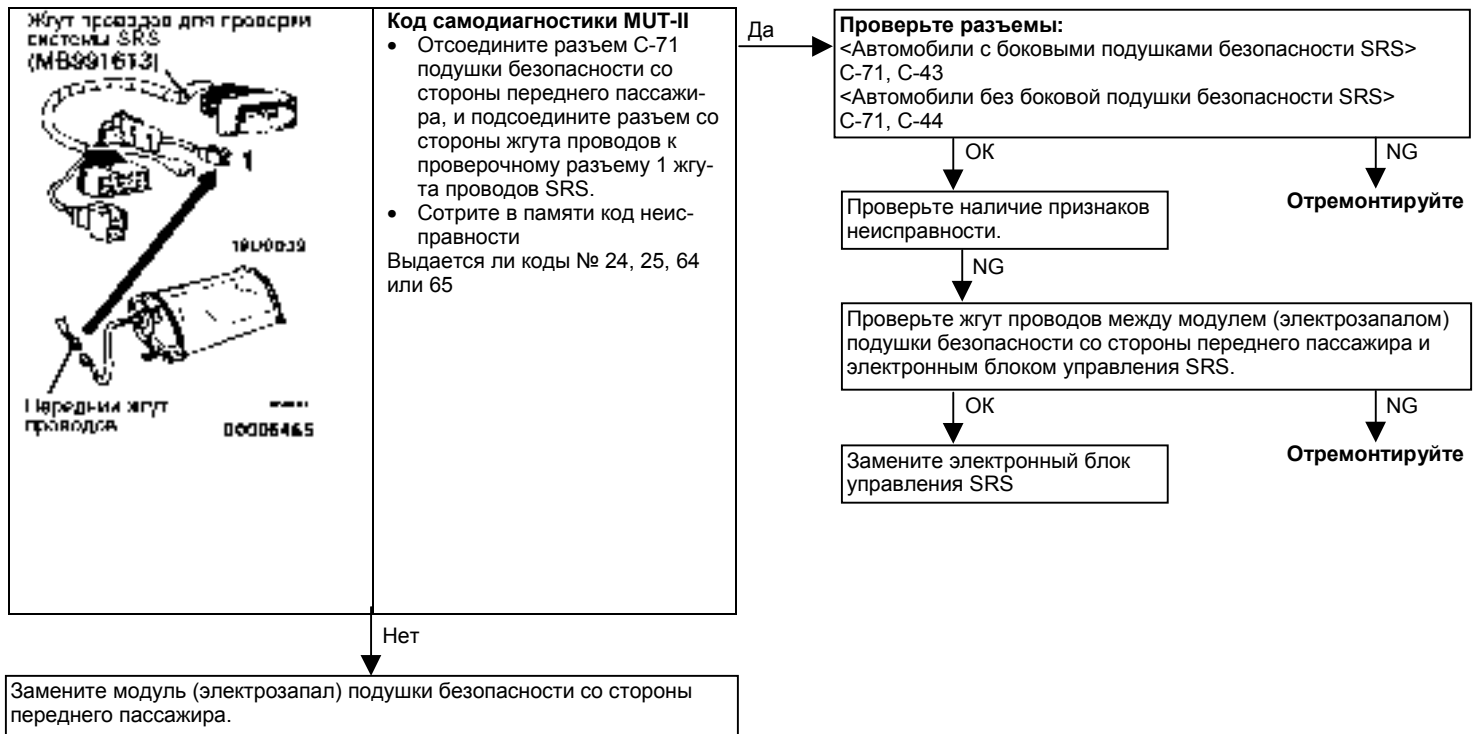 Жгут проводов для проверки
системы SRS
(MB991613)
1
19U0039
Передний жгут
проводов
00006465
Код самодиагностики MUT-II
• Отсоедините разъем C-71
подушки безопасности со
стороны переднего пассажи-
ра, и подсоедините разъем со
стороны жгута проводов к
проверочному разъему 1 жгу-
та проводов SRS.
• Сотрите в памяти код неис-
правности
Выдается ли коды № 24, 25, 64
или 65
Да
Проверьте разъемы:
<Автомобили с боковыми подушками безопасности SRS>
C-71, C-43
<Автомобили без боковой подушки безопасности SRS>
C-71, C-44
OK
NG
Проверьте наличие признаков
неисправности.
Отремонтируйте
NG
Проверьте жгут проводов между модулем (электрозапалом)
подушки безопасности со стороны переднего пассажира и
электронным блоком управления SRS.
OK
NG
Замените электронный блок
управления SRS
Отремонтируйте
Нет
Замените модуль (электрозапал) подушки безопасности со стороны
переднего пассажира.